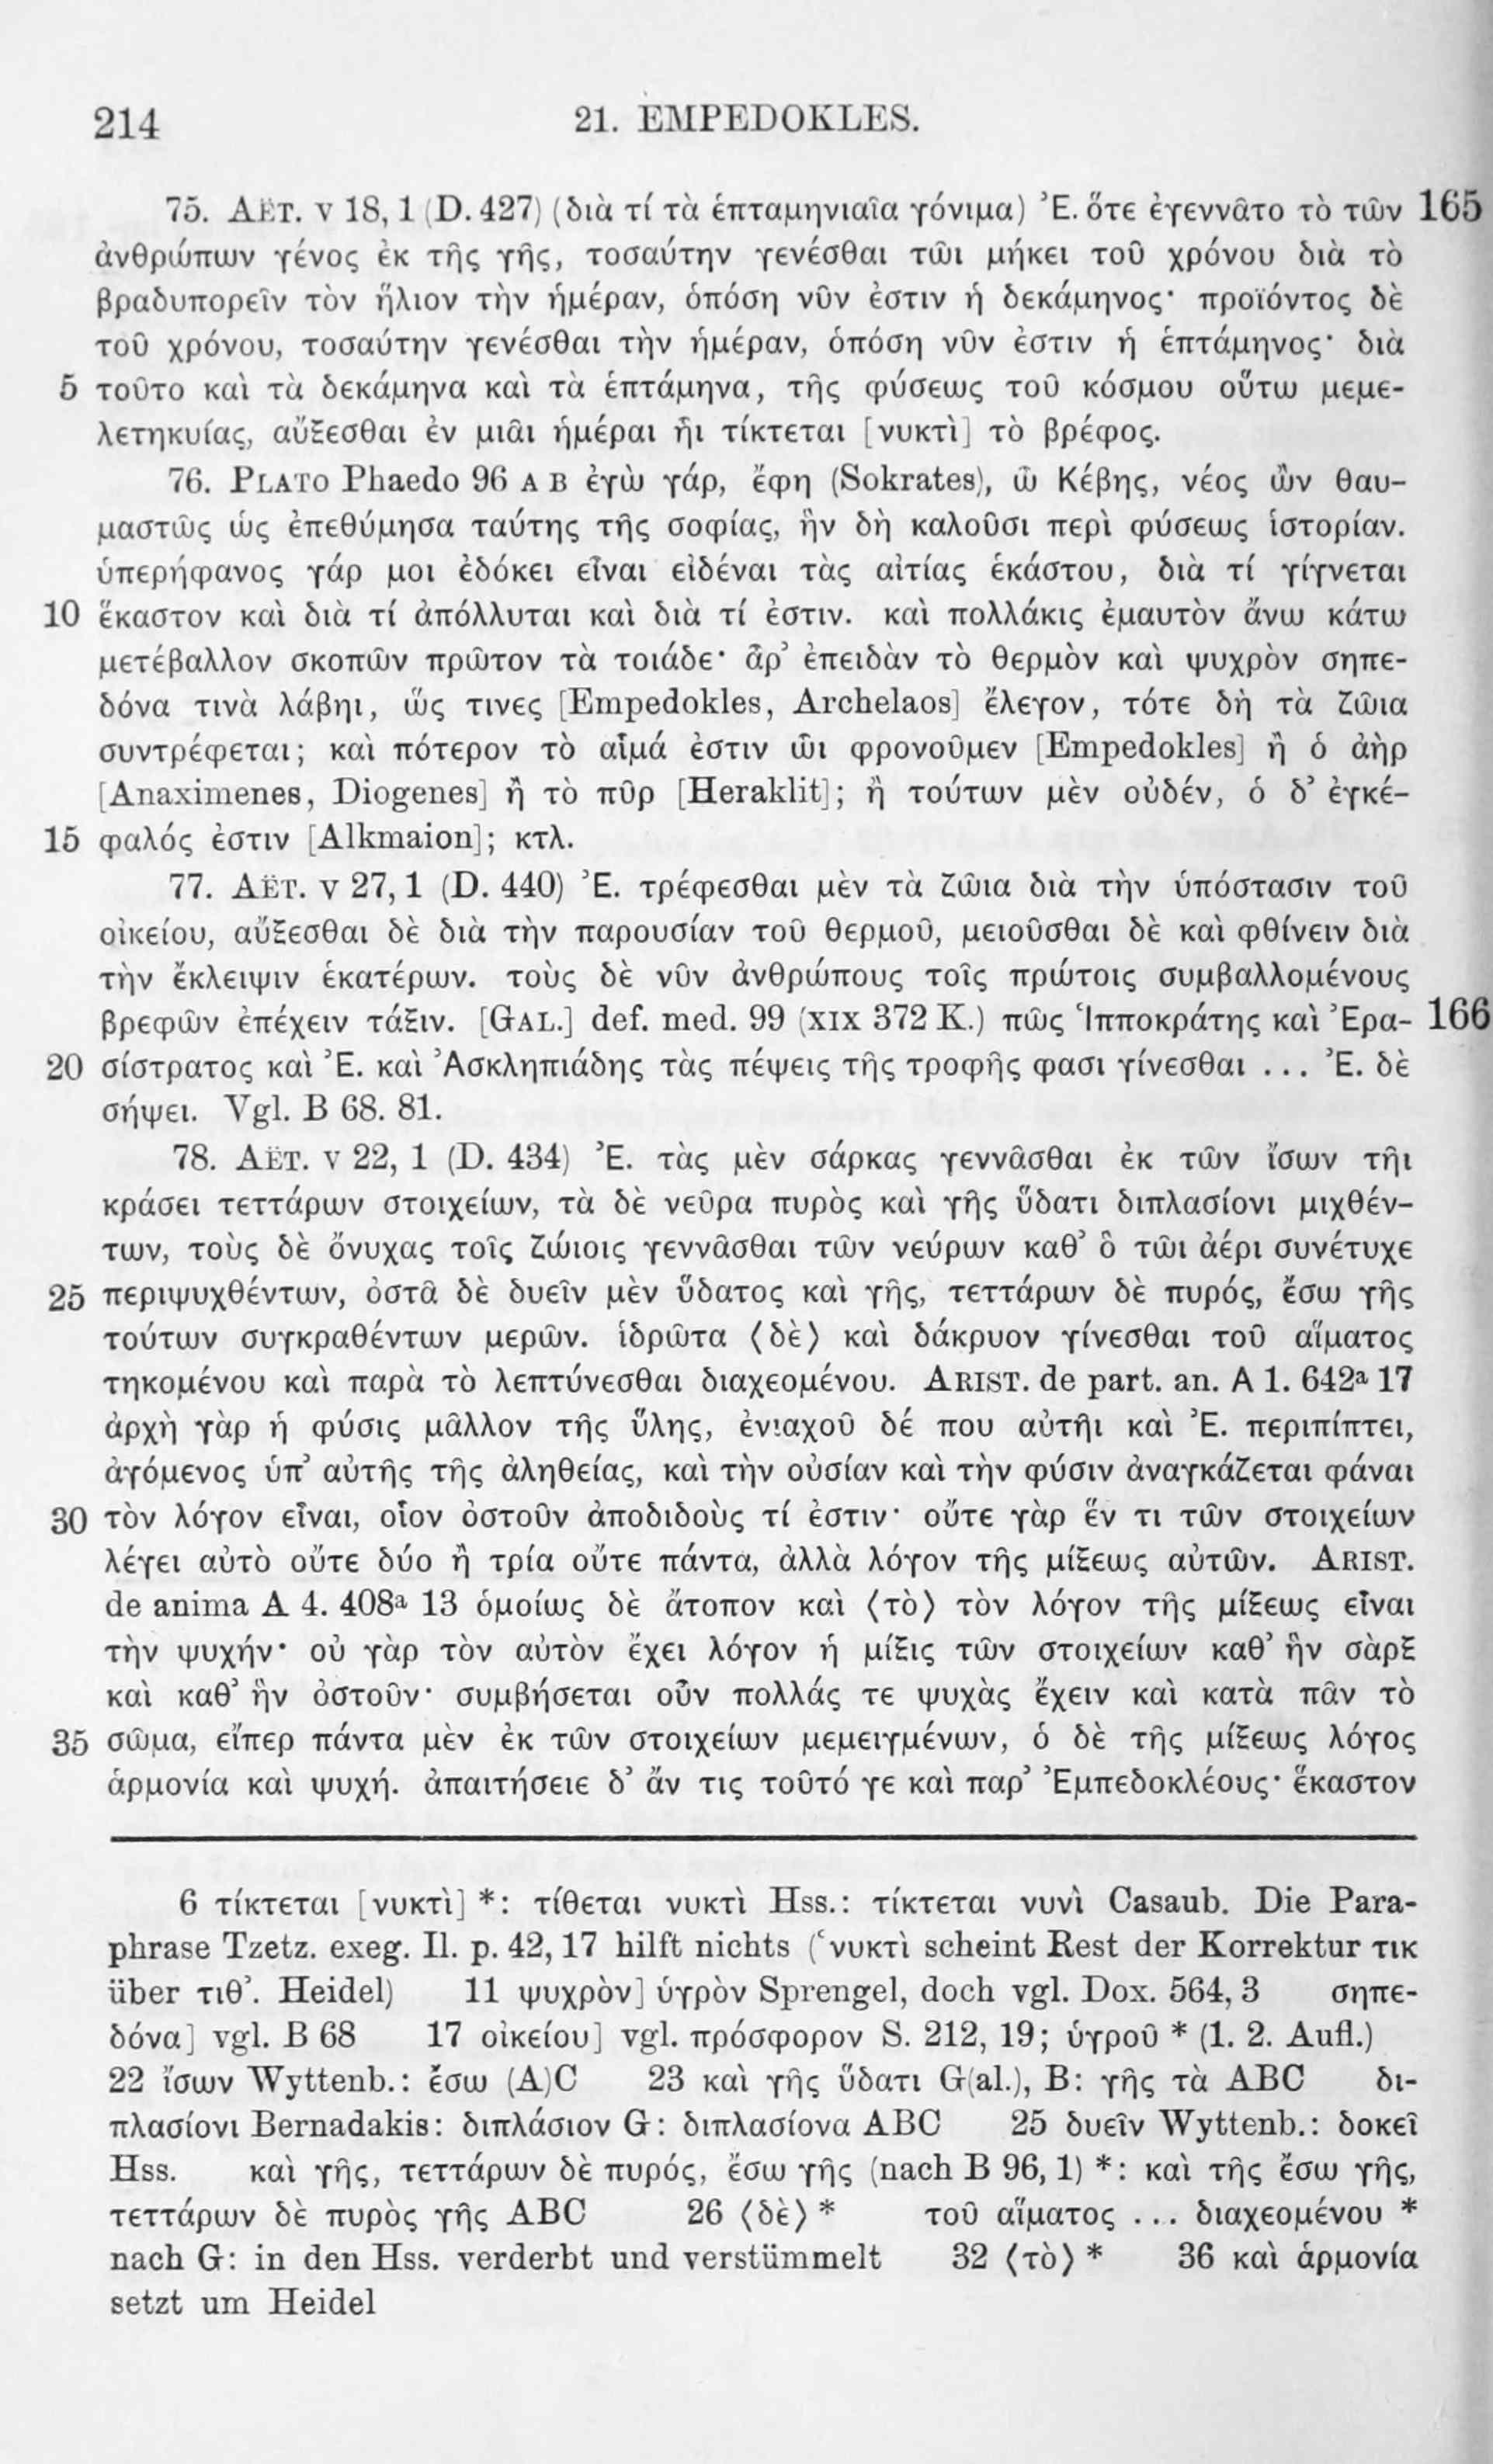 214 21. EMPEDOKLES.
75. AËT. V 18, 1 (D. 427) (διὰ τί τὰ ἑπταμηνιαῖα γόνιμα) Ἐ. ὅτε ἐγεννᾶτο τὸ τῶν 165
ἀνθρώπων γένος ἐκ τῆς γῆς, τοσαύτην γενέσθαι τῶι μήκει τοῦ χρόνου διὰ τὸ
βραδυπορεῖν τὸν ἥλιον τὴν ἡμέραν, ὁπόση νῦν ἐστιν ἡ δεκάμηνος· προϊόντος δὲ
τοῦ χρόνου, τοσαύτην γενέσθαι τὴν ἡμέραν, ὁπόση νῦν ἐστιν ἡ ἑπτάμηνος· διὰ
5 τοῦτο καὶ τὰ δεκάμηνα καὶ τὰ ἑπτάμηνα, τῆς φύσεως τοῦ κόσμου οὕτω μεμε-
λετηκυίας, αὔξεσθαι ἐν μιᾶι ἡμέραι ἧι τίκτεται [νυκτὶ] τὸ βρέφος.
76. PLATO Phaedo 96 A B ἐγὼ γάρ, ἔφη (Sokrates), ὦ Κέβης, νέος ὢν θαυ-
μαστῶς ὡς ἐπεθύμησα ταύτης τῆς σοφίας, ἣν δὴ καλοῦσι περὶ φύσεως ἱστορίαν.
ὑπερήφανος γάρ μοι ἐδόκει εἶναι εἰδέναι τὰς αἰτίας ἑκάστου, διὰ τί γίγνεται
10 ἕκαστον καὶ διὰ τί ἀπόλλυται καὶ διὰ τί ἐστιν. καὶ πολλάκις ἐμαυτὸν ἄνω κάτω
μετέβαλλον σκοπῶν πρῶτον τὰ τοιάδε· ἆρ’ ἐπειδὰν τὸ θερμὸν καὶ ψυχρὸν σηπε-
δόνα τινὰ λάβηι, ὥς τινες [Empedokles, Archelaos] ἔλεγον, τότε δὴ τὰ ζῶια
συντρέφεται; καὶ πότερον τὸ αἷμά ἐστιν ὧι φρονοῦμεν [Empedokles] ἢ ὁ ἀὴρ
[Anaximenes, Diogenes] ἢ τὸ πῦρ [Heraklit]; ἢ τούτων μὲν οὐδέν, ὁ δ’ ἐγκέ-
15 φαλός ἐστιν [Alkmaion]; κτλ.
77. AËT. V 27, 1 (D. 440) Ἐ. τρέφεσθαι μὲν τὰ ζῶια διὰ τὴν ὑπόστασιν τοῦ
οἰκείου, αὔξεσθαι δὲ διὰ τὴν παρουσίαν τοῦ θερμοῦ, μειοῦσθαι δὲ καὶ φθίνειν διὰ
τὴν ἔκλειψιν ἑκατέρων. τοὺς δὲ νῦν ἀνθρώπους τοῖς πρώτοις συμβαλλομένους
βρεφῶν ἐπέχειν τάξιν. [GAL.] def. med. 99 (XIX 372 K.) πῶς Ἱπποκράτης καὶ Ἐρα- 166
20 σίστρατος καὶ Ἐ. καὶ Ἀσκληπιάδης τὰς πέψεις τῆς τροφῆς φασι γίνεσθαι ... Ἐ. δὲ
σήψει. Vgl. B 68. 81.
78. AËT. V 22, 1 (D. 434) Ἐ. τὰς μὲν σάρκας γεννᾶσθαι ἐκ τῶν ἴσων τῆι
κράσει τεττάρων στοιχείων, τὰ δὲ νεῦρα πυρὸς καὶ γῆς ὕδατι διπλασίονι μιχθέν-
των, τοὺς δὲ ὄνυχας τοῖς ζώιοις γεννᾶσθαι τῶν νεύρων καθ’ ὃ τῶι ἀέρι συνέτυχε
25 περιψυχθέντων, ὀστᾶ δὲ δυεῖν μὲν ὕδατος καὶ γῆς, τεττάρων δὲ πυρός, ἔσω γῆς
τούτων συγκραθέντων μερῶν. ἱδρῶτα ⟨δὲ⟩ καὶ δάκρυον γίνεσθαι τοῦ αἵματος
τηκομένου καὶ παρὰ τὸ λεπτύνεσθαι διαχεομένου. ARIST. de part. an. A 1. 642ª 17
ἀρχὴ γὰρ ἡ φύσις μᾶλλον τῆς ὕλης, ἐνιαχοῦ δέ που αὐτῆι καὶ Ἐ. περιπίπτει,
ἀγόμενος ὑπ’ αὐτῆς τῆς ἀληθείας, καὶ τὴν οὐσίαν καὶ τὴν φύσιν ἀναγκάζεται φάναι
30 τὸν λόγον εἶναι, οἷον ὀστοῦν ἀποδιδοὺς τί ἐστιν· οὔτε γὰρ ἕν τι τῶν στοιχείων
λέγει αὐτὸ οὔτε δύο ἢ τρία οὔτε πάντα, ἀλλὰ λόγον τῆς μίξεως αὐτῶν. ARIST.
de anima A 4. 408ª 13 ὁμοίως δὲ ἄτοπον καὶ ⟨τὸ⟩ τὸν λόγον τῆς μίξεως εἶναι
τὴν ψυχήν· οὐ γὰρ τὸν αὐτὸν ἔχει λόγον ἡ μίξις τῶν στοιχείων καθ’ ἣν σὰρξ
καὶ καθ’ ἣν ὀστοῦν· συμβήσεται οὖν πολλάς τε ψυχὰς ἔχειν καὶ κατὰ πᾶν τὸ
35 σῶμα, εἴπερ πάντα μὲν ἐκ τῶν στοιχείων μεμειγμένων, ὁ δὲ τῆς μίξεως λόγος
ἁρμονία καὶ ψυχή. ἀπαιτήσειε δ’ ἄν τις τοῦτό γε καὶ παρ’ Ἐμπεδοκλέους· ἕκαστον
6 τίκτεται [νυκτὶ] *: τίθεται νυκτὶ Hss.: τίκτεται νυνὶ Casaub. Die Para-
phrase Tzetz. exeg. Il. p. 42, 17 hilft nichts (‘νυκτὶ scheint Rest der Korrektur τικ
über τιθ’. Heidel) 11 ψυχρὸν] ὑγρὸν Sprengel, doch vgl. Dox. 564, 3 σηπε-
δόνα] vgl. B 68 17 οἰκείου] vgl. πρόσφορον S. 212, 19; ὑγροῦ * (1. 2. Aufl.)
22 ἴσων Wyttenb.: ἔσω (A)C 23 καὶ γῆς ὕδατι G(al.), B: γῆς τὰ ABC δι-
πλασίονι Bernadakis: διπλάσιον G: διπλασίονα ABC 25 δυεῖν Wyttenb.: δοκεῖ
Hss. καὶ γῆς, τεττάρων δὲ πυρός, ἔσω γῆς (nach B 96, 1) *: καὶ τῆς ἔσω γῆς,
τεττάρων δὲ πυρὸς γῆς ABC 26 ⟨δὲ⟩ * τοῦ αἵματος ... διαχεομένου *
nach G: in den Hss. verderbt und verstümmelt 32 ⟨τὸ⟩ * 36 καὶ ἁρμονία
setzt um Heidel